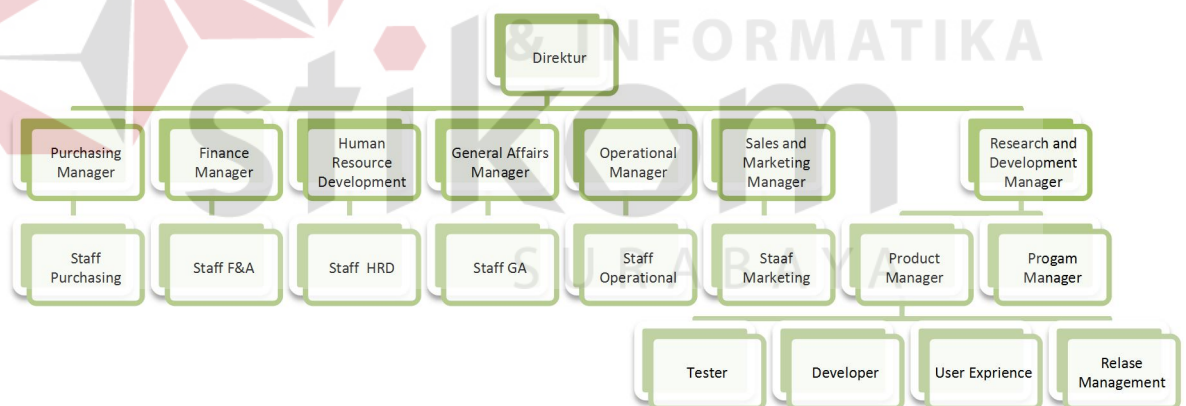 & INFORMATIKA
stikom
SURABAYA
Direktur
Purchasing
Manager
Finance
Manager
Human
Resource
Development
General Affairs
Manager
Operational
Manager
Sales and
Marketing
Manager
Research and
Development
Manager
Staff
Purchasing
Staff F&A
Staff HRD
Staff GA
Staff
Operational
Staaf
Marketing
Product
Manager
Progam
Manager
Tester
Developer
User Exprience
Relase
Management